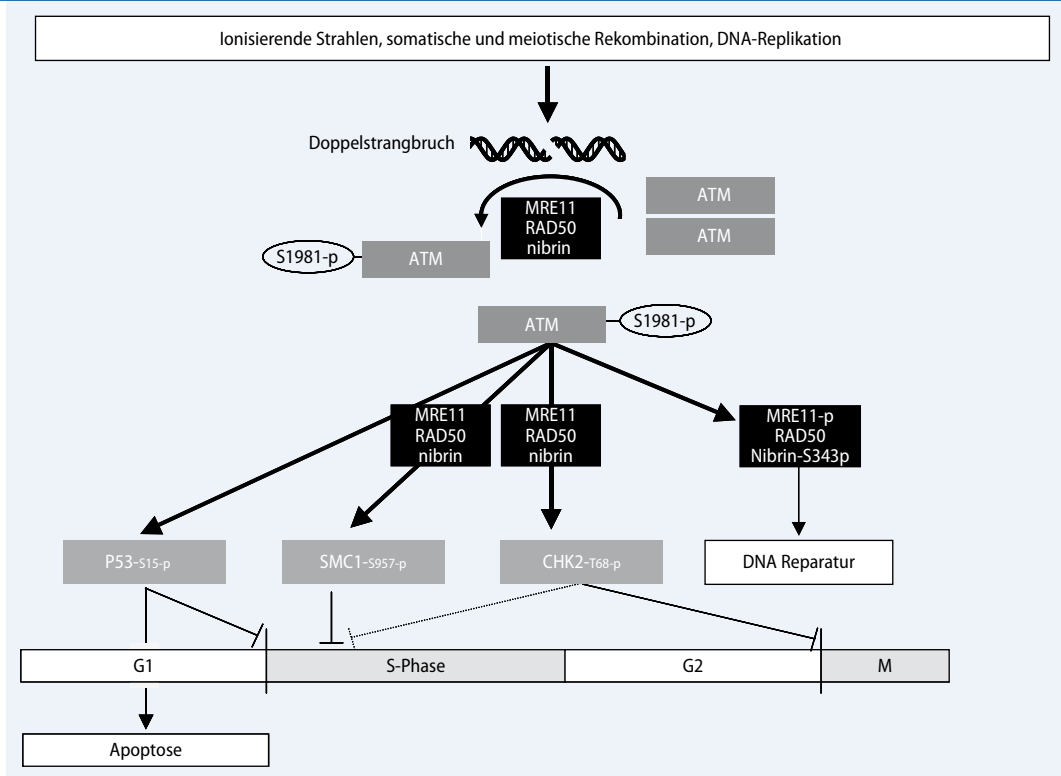 Ionisierende Strahlen, somatische und meiotische Rekombination, DNA-Replikation
Doppelstrangbruch
ATM
ATM
MRE11
RAD50
nibrin
S1981-p
ATM
ATM
S1981-p
MRE11
RAD50
nibrin
MRE11
RAD50
nibrin
MRE11-p
RAD50
Nibrin-S343p
P53-S15-p
SMC1-S957-p
CHK2-T68-p
DNA Reparatur
G1
S-Phase
G2
M
Apoptose